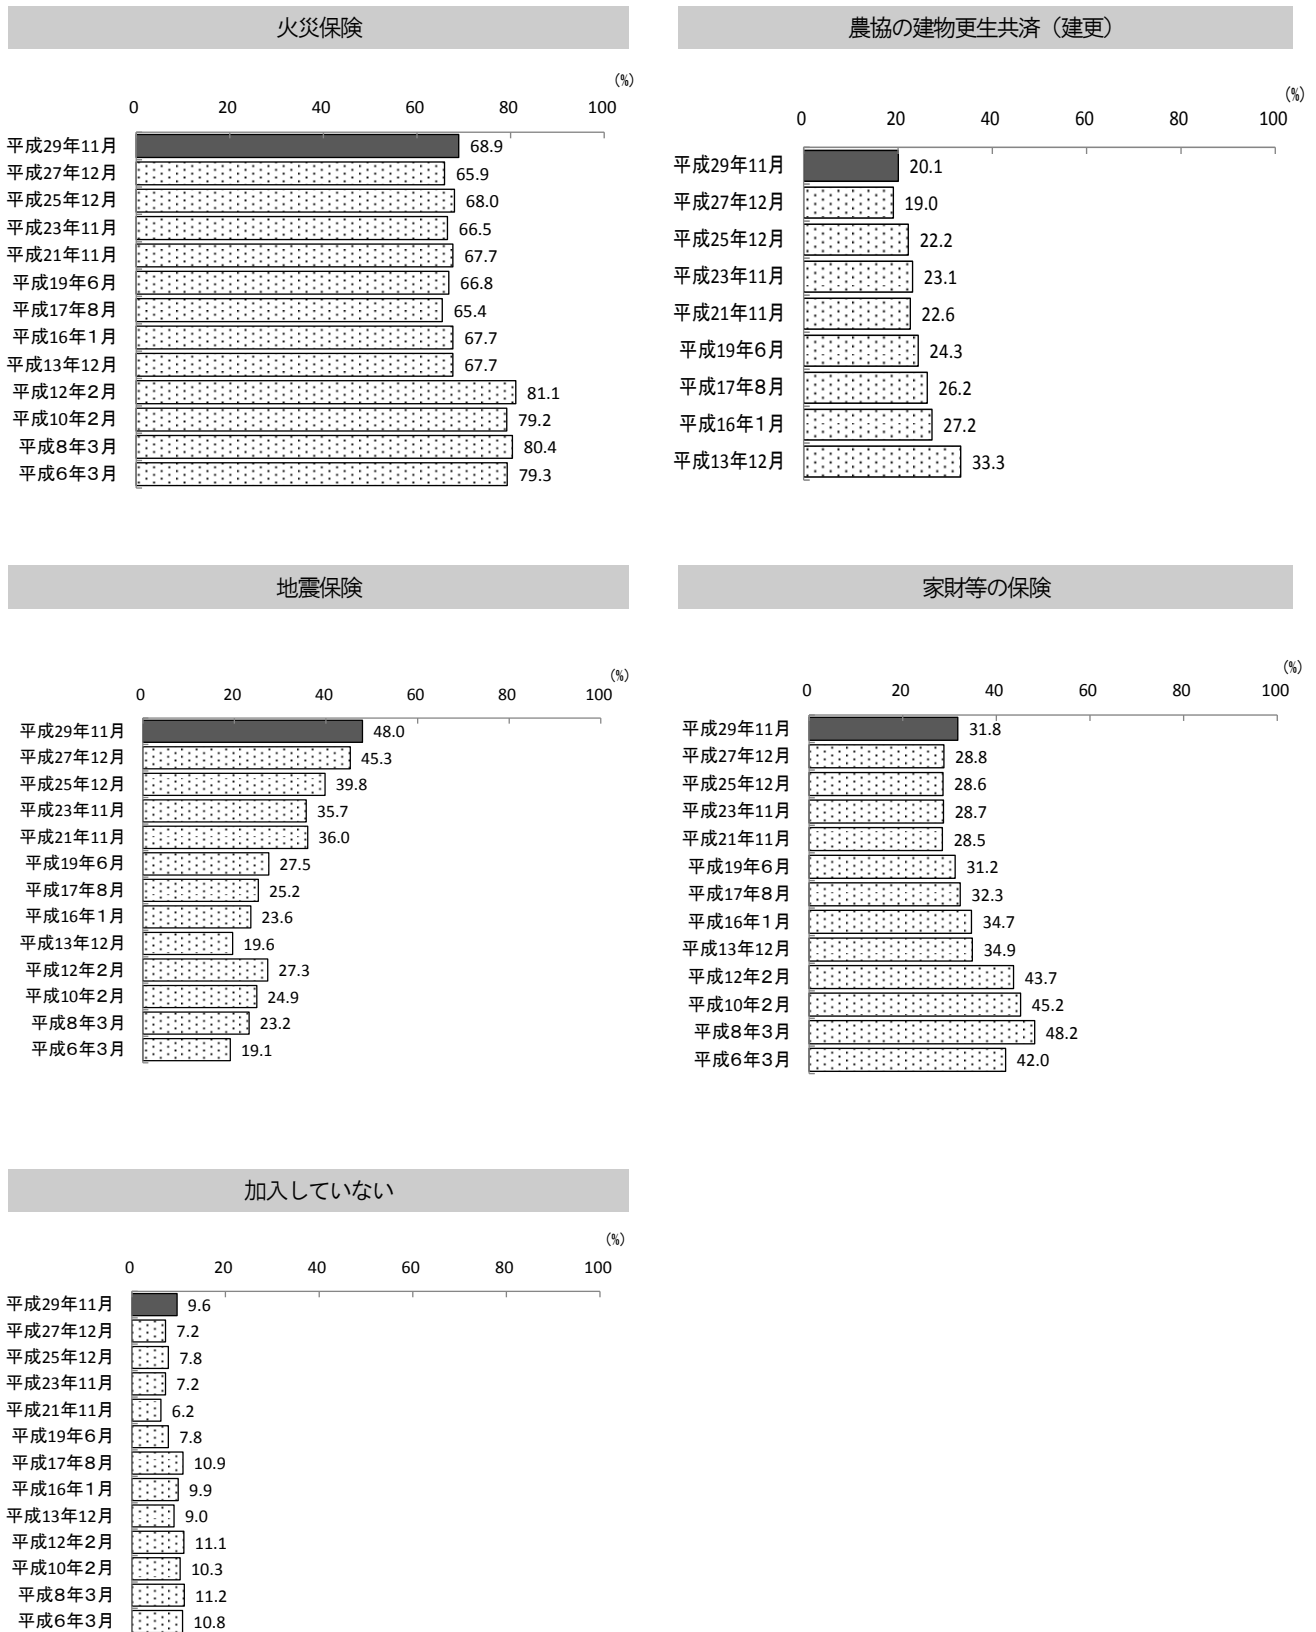 火災保険
(%)
0 20 40 60 80 100
平成29年11月 68.9
平成27年12月 65.9
平成25年12月 68.0
平成23年11月 66.5
平成21年11月 67.7
平成19年６月 66.8
平成17年８月 65.4
平成16年１月 67.7
平成13年12月 67.7
平成12年２月 81.1
平成10年２月 79.2
平成８年３月 80.4
平成６年３月 79.3
農協の建物更生共済（建更）
(%)
0 20 40 60 80 100
平成29年11月 20.1
平成27年12月 19.0
平成25年12月 22.2
平成23年11月 23.1
平成21年11月 22.6
平成19年６月 24.3
平成17年８月 26.2
平成16年１月 27.2
平成13年12月 33.3
地震保険
(%)
0 20 40 60 80 100
平成29年11月 48.0
平成27年12月 45.3
平成25年12月 39.8
平成23年11月 35.7
平成21年11月 36.0
平成19年６月 27.5
平成17年８月 25.2
平成16年１月 23.6
平成13年12月 19.6
平成12年２月 27.3
平成10年２月 24.9
平成８年３月 23.2
平成６年３月 19.1
家財等の保険
(%)
0 20 40 60 80 100
平成29年11月 31.8
平成27年12月 28.8
平成25年12月 28.6
平成23年11月 28.7
平成21年11月 28.5
平成19年６月 31.2
平成17年８月 32.3
平成16年１月 34.7
平成13年12月 34.9
平成12年２月 43.7
平成10年２月 45.2
平成８年３月 48.2
平成６年３月 42.0
加入していない
(%)
0 20 40 60 80 100
平成29年11月 9.6
平成27年12月 7.2
平成25年12月 7.8
平成23年11月 7.2
平成21年11月 6.2
平成19年６月 7.8
平成17年８月 10.9
平成16年１月 9.9
平成13年12月 9.0
平成12年２月 11.1
平成10年２月 10.3
平成８年３月 11.2
平成６年３月 10.8